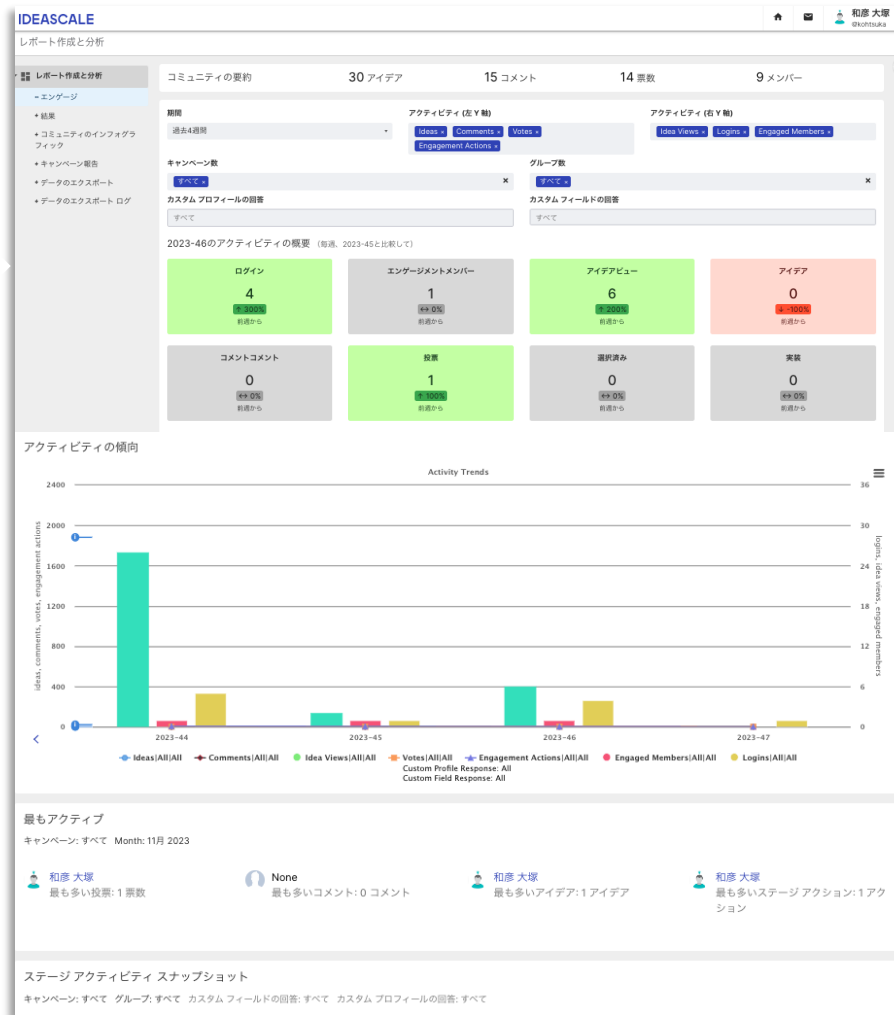 IDEASCALE
和彦 大塚
@kohtsuka
レポート作成と分析
レポート作成と分析
エンゲージ
結果
コミュニティのインフォグラ
フィック
キャンペーン報告
データのエクスポート
データのエクスポート ログ
コミュニティの要約 30 アイデア 15 コメント 14 票数 9 メンバー
期間 アクティビティ (左 Y 軸) アクティビティ (右 Y 軸)
過去4週間 Ideas × Comments × Votes × Idea Views × Logins × Engaged Members ×
Engagement Actions ×
キャンペーン数 グループ数
すべて × × すべて × ×
カスタム プロフィールの回答 カスタム フィールドの回答
すべて すべて
2023-46のアクティビティの概要 (毎週、2023-45と比較して)
ログイン エンゲージメントメンバー アイデアビュー アイデア
4 1 6 0
↑ 300% ↔ 0% ↑ 200% ↓ -100%
前週から 前週から 前週から 前週から
コメントコメント 投票 選択済み 実装
0 1 0 0
↔ 0% ↑ 100% ↔ 0% ↔ 0%
前週から 前週から 前週から 前週から
アクティビティの傾向
Activity Trends
2400 36
2000 30
1600 24
1200 18
800 12
400 6
0 0
ideas, comments, votes, engagement actions
logins, idea views, engaged members
2023-44 2023-45 2023-46 2023-47
Ideas|All|All Comments|All|All Idea Views|All|All Votes|All|All Engagement Actions|All|All Engaged Members|All|All Logins|All|All
Custom Profile Response: All
Custom Field Response: All
最もアクティブ
キャンペーン: すべて Month: 11月 2023
和彦 大塚 None 和彦 大塚 和彦 大塚
最も多い投票: 1 票数 最も多いコメント: 0 コメント 最も多いアイデア: 1 アイデア 最も多いステージ アクション: 1 アク
ション
ステージ アクティビティ スナップショット
キャンペーン: すべて グループ: すべて カスタム フィールドの回答: すべて カスタム プロフィールの回答: すべて